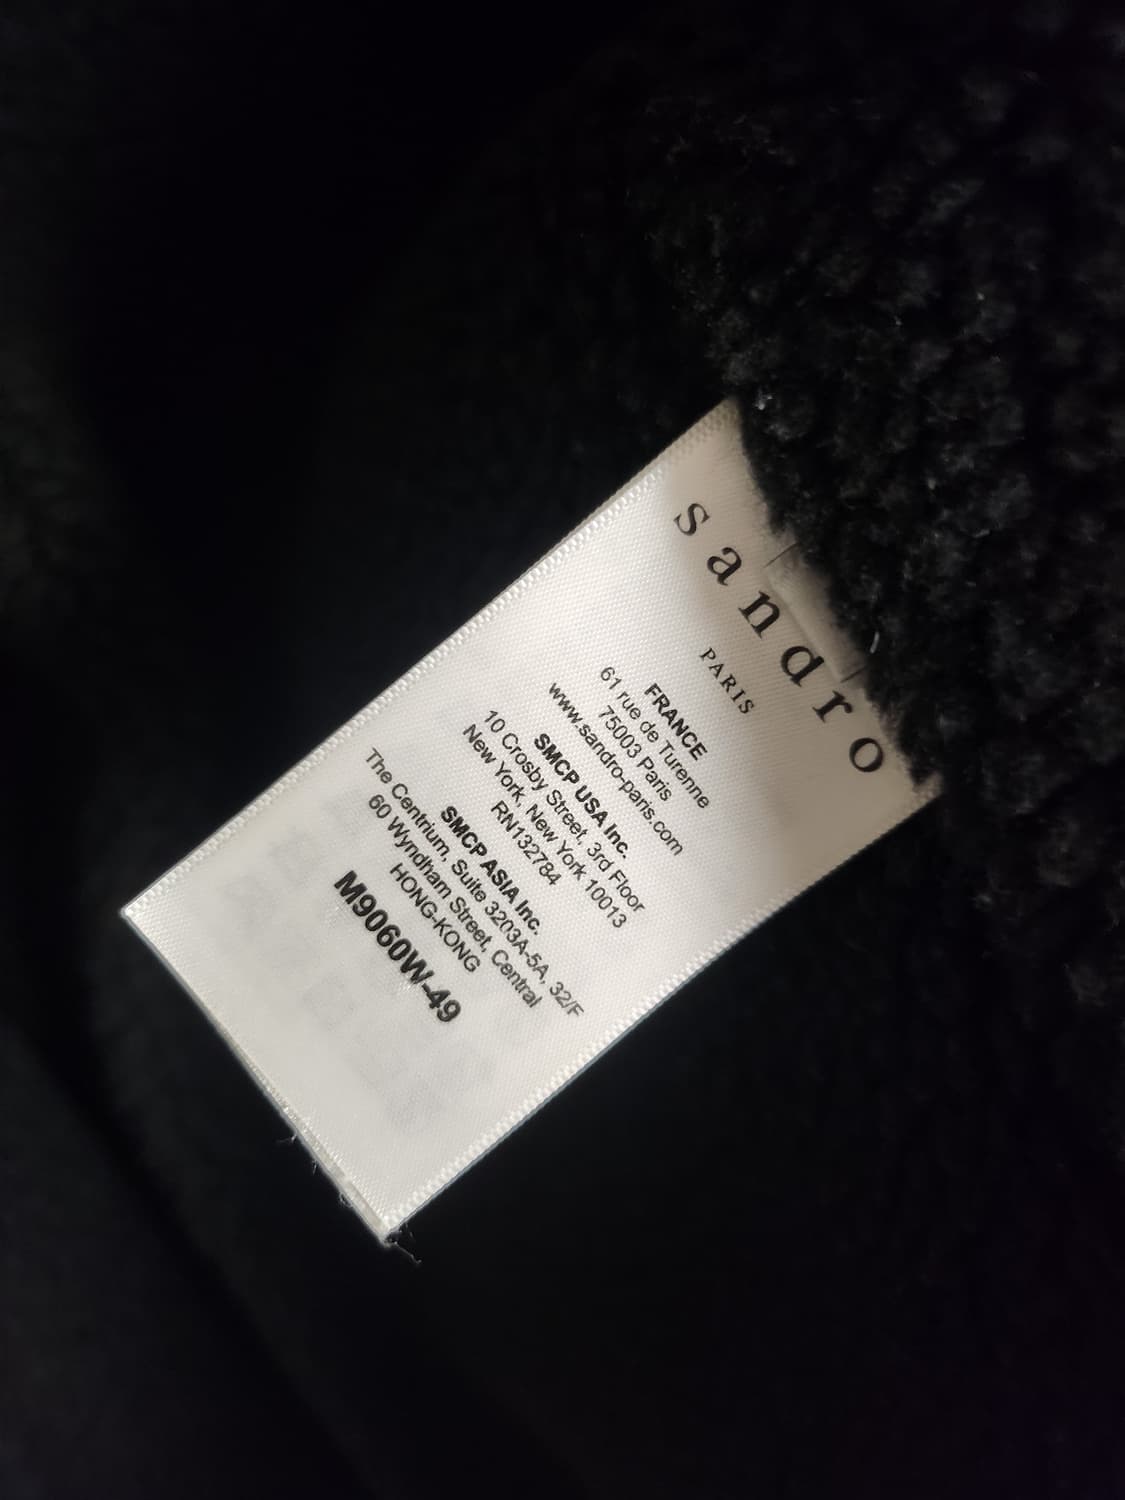 sandro
PARIS
FRANCE
61 rue de Turenne
75003 Paris
www.sandro-paris.com
SMCP USA Inc.
10 Crosby Street, 3rd Floor
New York, New York 10013
RN132784
SMCP ASIA Inc.
The Centrium, Suite 3203A-5A, 32/F
60 Wyndham Street, Central
HONG-KONG
M9060W-49